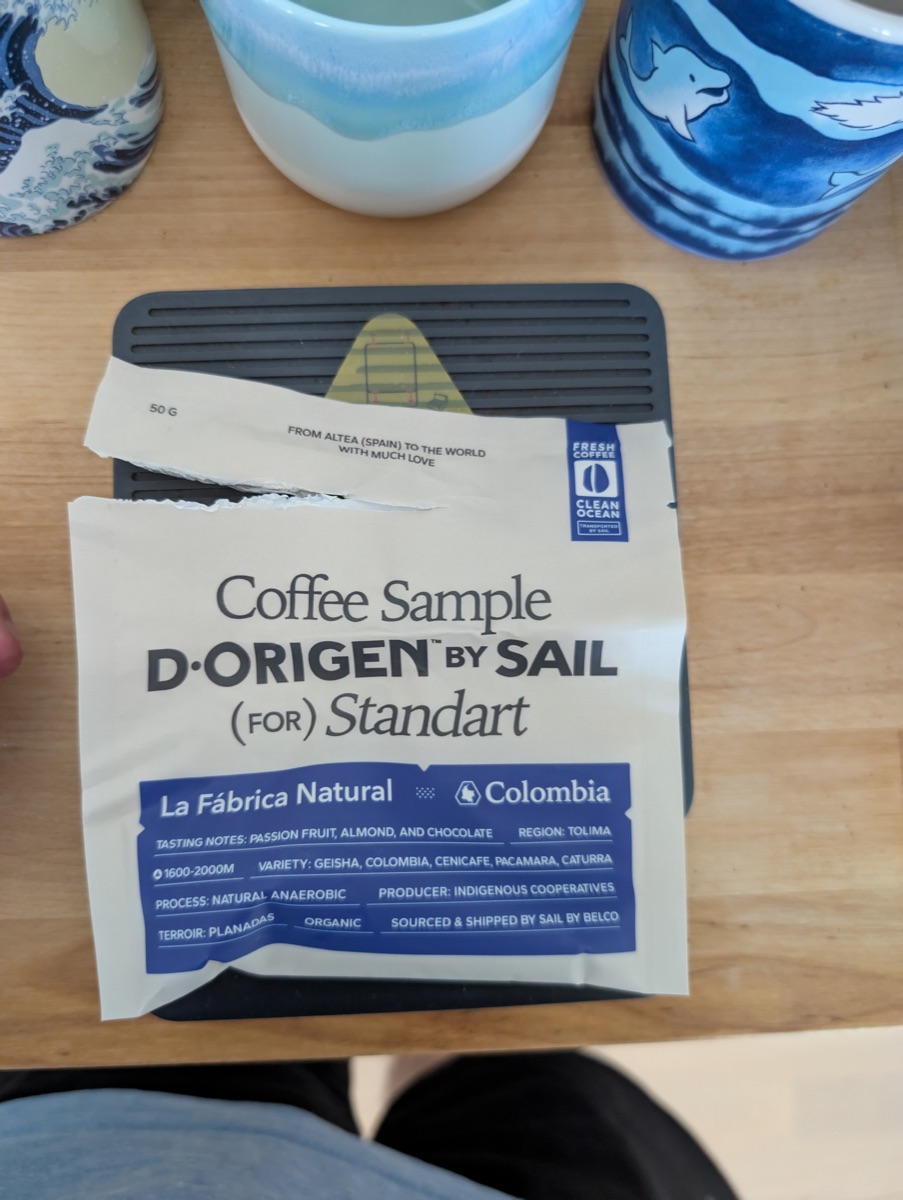 50 G
FROM ALTEA (SPAIN) TO THE WORLD
WITH MUCH LOVE
FRESH
COFFEE
CLEAN
OCEAN
TRANSPORTED
BY SAIL
Coffee Sample
D·ORIGEN™ BY SAIL
(FOR) Standart
La Fábrica Natural Colombia
TASTING NOTES: PASSION FRUIT, ALMOND, AND CHOCOLATE REGION: TOLIMA
1600-2000M VARIETY: GEISHA, COLOMBIA, CENICAFE, PACAMARA, CATURRA
PROCESS: NATURAL ANAEROBIC PRODUCER: INDIGENOUS COOPERATIVES
TERROIR: PLANADAS ORGANIC SOURCED & SHIPPED BY SAIL BY BELCO